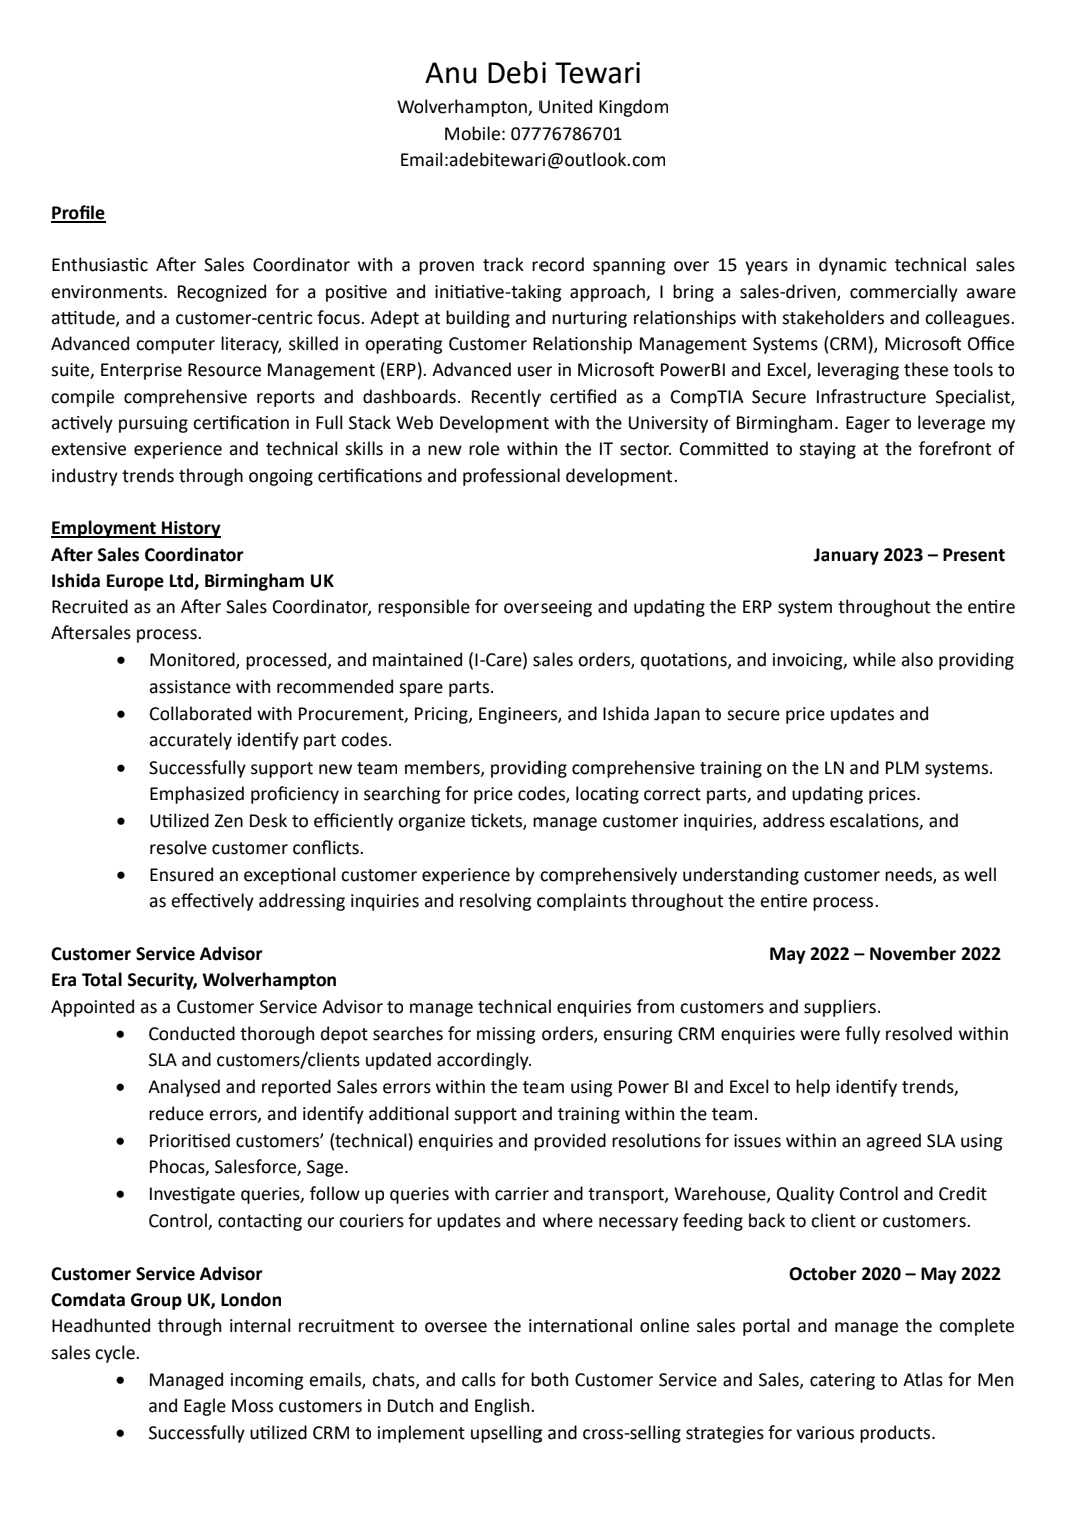 Anu Debi Tewari
Wolverhampton, United Kingdom
Mobile: 07776786701
Email:adebitewari@outlook.com
Profile
Enthusiastic After Sales Coordinator with a proven track record spanning over 15 years in dynamic technical sales
environments. Recognized for a positive and initiative-taking approach, I bring a sales-driven, commercially aware
attitude, and a customer-centric focus. Adept at building and nurturing relationships with stakeholders and colleagues.
Advanced computer literacy, skilled in operating Customer Relationship Management Systems (CRM), Microsoft Office
suite, Enterprise Resource Management (ERP). Advanced user in Microsoft PowerBI and Excel, leveraging these tools to
compile comprehensive reports and dashboards. Recently certified as a CompTIA Secure Infrastructure Specialist,
actively pursuing certification in Full Stack Web Development with the University of Birmingham. Eager to leverage my
extensive experience and technical skills in a new role within the IT sector. Committed to staying at the forefront of
industry trends through ongoing certifications and professional development.
Employment History
After Sales Coordinator January 2023 – Present
Ishida Europe Ltd, Birmingham UK
Recruited as an After Sales Coordinator, responsible for overseeing and updating the ERP system throughout the entire
Aftersales process.
• Monitored, processed, and maintained (I-Care) sales orders, quotations, and invoicing, while also providing
assistance with recommended spare parts.
• Collaborated with Procurement, Pricing, Engineers, and Ishida Japan to secure price updates and
accurately identify part codes.
• Successfully support new team members, providing comprehensive training on the LN and PLM systems.
Emphasized proficiency in searching for price codes, locating correct parts, and updating prices.
• Utilized Zen Desk to efficiently organize tickets, manage customer inquiries, address escalations, and
resolve customer conflicts.
• Ensured an exceptional customer experience by comprehensively understanding customer needs, as well
as effectively addressing inquiries and resolving complaints throughout the entire process.
Customer Service Advisor May 2022 – November 2022
Era Total Security, Wolverhampton
Appointed as a Customer Service Advisor to manage technical enquiries from customers and suppliers.
• Conducted thorough depot searches for missing orders, ensuring CRM enquiries were fully resolved within
SLA and customers/clients updated accordingly.
• Analysed and reported Sales errors within the team using Power BI and Excel to help identify trends,
reduce errors, and identify additional support and training within the team.
• Prioritised customers’ (technical) enquiries and provided resolutions for issues within an agreed SLA using
Phocas, Salesforce, Sage.
• Investigate queries, follow up queries with carrier and transport, Warehouse, Quality Control and Credit
Control, contacting our couriers for updates and where necessary feeding back to client or customers.
Customer Service Advisor October 2020 – May 2022
Comdata Group UK, London
Headhunted through internal recruitment to oversee the international online sales portal and manage the complete
sales cycle.
• Managed incoming emails, chats, and calls for both Customer Service and Sales, catering to Atlas for Men
and Eagle Moss customers in Dutch and English.
• Successfully utilized CRM to implement upselling and cross-selling strategies for various products.